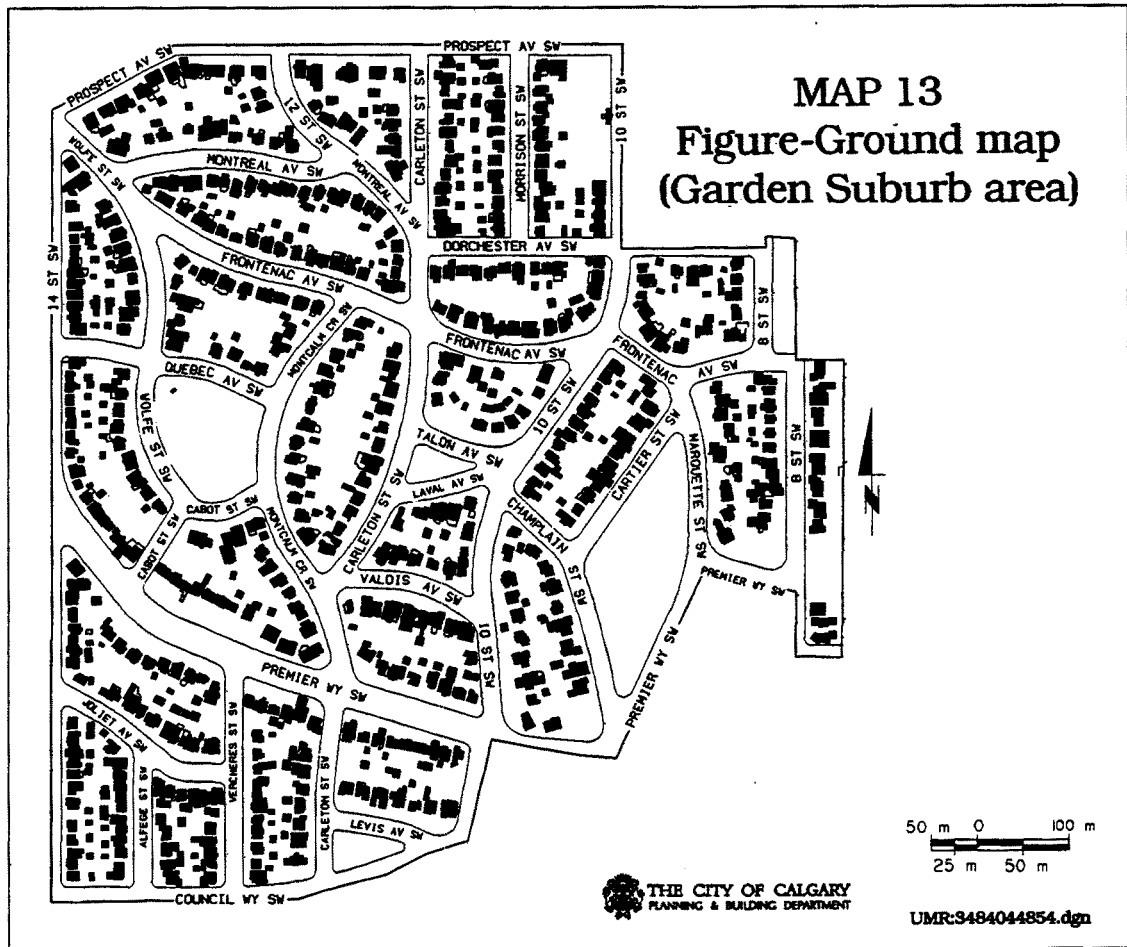 MAP 13
Figure-Ground map
(Garden Suburb area)
PROSPECT AV SW
PROSPECT AV SW
12 ST SW
CARLETON ST SW
MORRISON ST SW
10 ST SW
WOLFE ST SW
MONTREAL AV SW
MONTREAL AV SW
14 ST SW
DORCHESTER AV SW
FRONTENAC AV SW
MONTCALM CR SW
8 ST SW
FRONTENAC AV SW
FRONTENAC AV SW
QUEBEC AV SW
WOLFE ST SW
10 ST SW
TALON AV SW
CARTIER ST SW
MARQUETTE ST SW
8 ST SW
LAVAL AV SW
CARLETON ST SW
CABOT ST SW
CABOT ST SW
MONTCALM CR SW
CHAMPLAIN ST SW
VALOIS AV SW
PREMIER WY SW
10 ST SW
PREMIER WY SW
PREMIER WY SW
JOLIET AV SW
VERCHERES ST SW
ALFEGE ST SW
CARLETON ST SW
LEVIS AV SW
COUNCIL WY SW
N
50 m 0 100 m
25 m 50 m
THE CITY OF CALGARY
PLANNING & BUILDING DEPARTMENT
UMR:3484044854.dgn